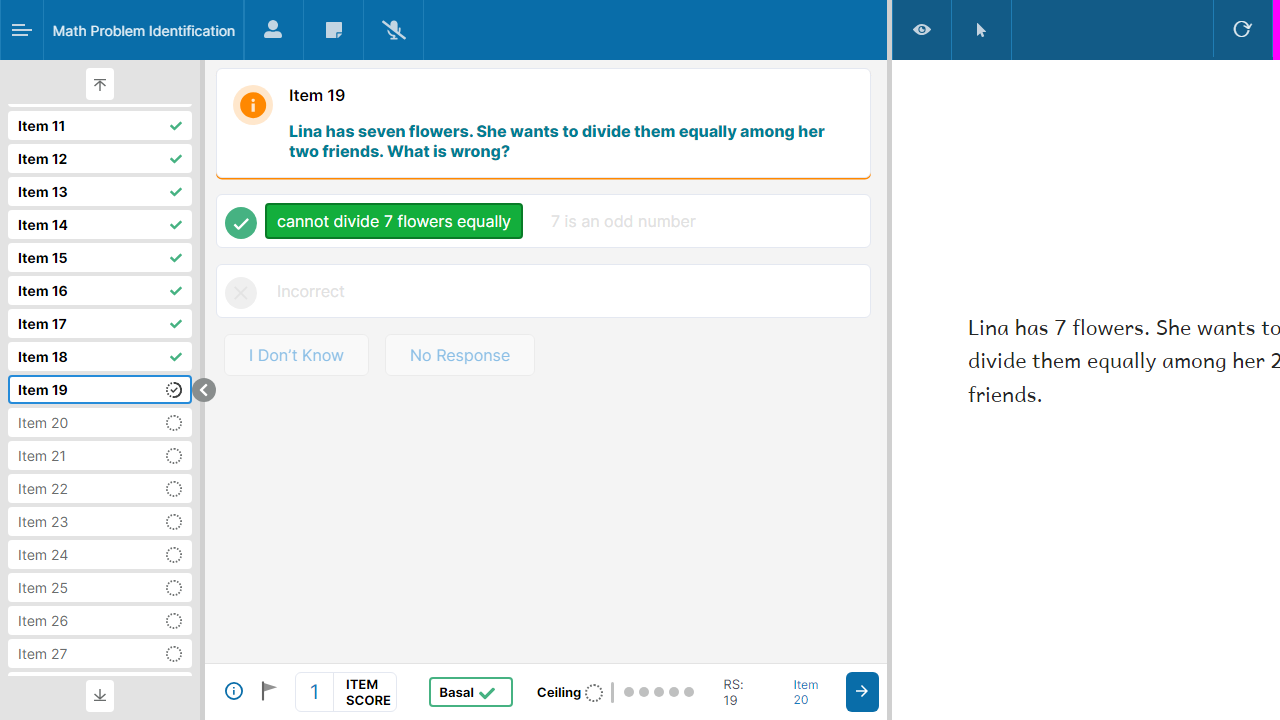 Math Problem Identification
Item 11
Item 12
Item 13
Item 14
Item 15
Item 16
Item 17
Item 18
Item 19
Item 20
Item 21
Item 22
Item 23
Item 24
Item 25
Item 26
Item 27
Item 19
Lina has seven flowers. She wants to divide them equally among her
two friends. What is wrong?
cannot divide 7 flowers equally
7 is an odd number
Incorrect
I Don’t Know
No Response
1
ITEM
SCORE
Basal
Ceiling
RS:
19
Item
20
Lina has 7 flowers. She wants to
divide them equally among her 2
friends.